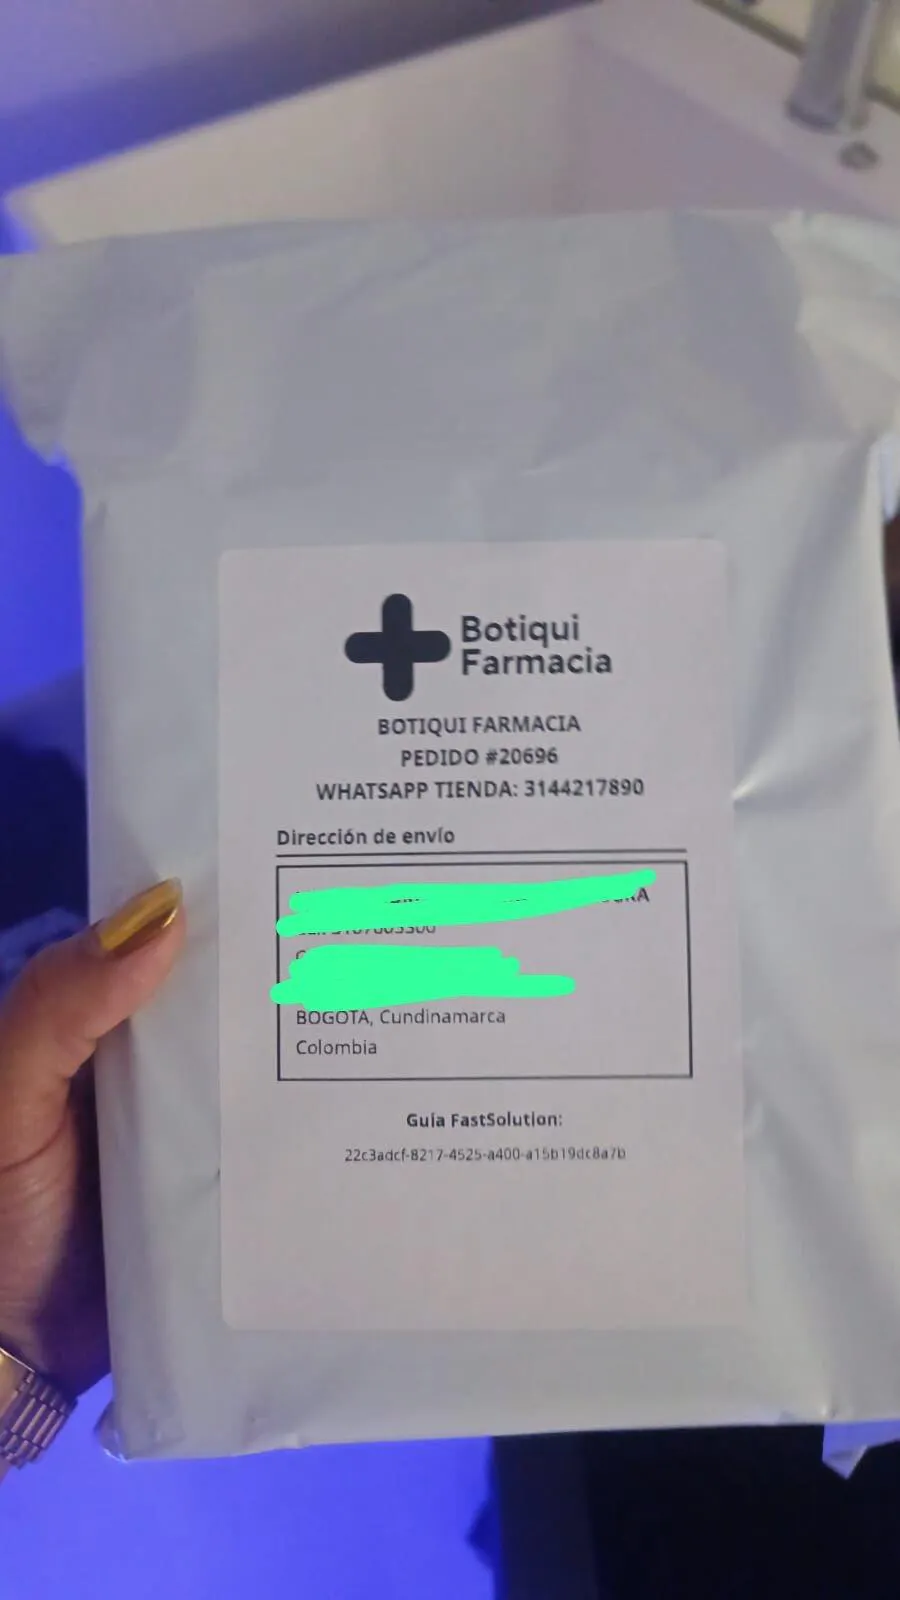 Botiqui
Farmacia
BOTIQUI FARMACIA
PEDIDO #20696
WHATSAPP TIENDA: 3144217890
Dirección de envío
BOGOTA, Cundinamarca
Colombia
Guia FastSolution:
22c3adcf-8217-4525-a400-a15b19dc8a7b